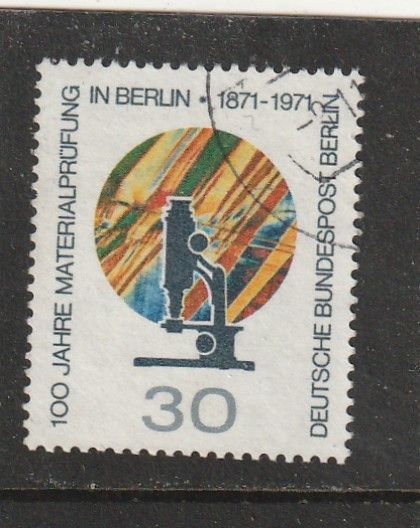 100 JAHRE MATERIALPRÜFUNG
IN BERLIN • 1871-1971
DEUTSCHE BUNDESPOST BERLIN
30